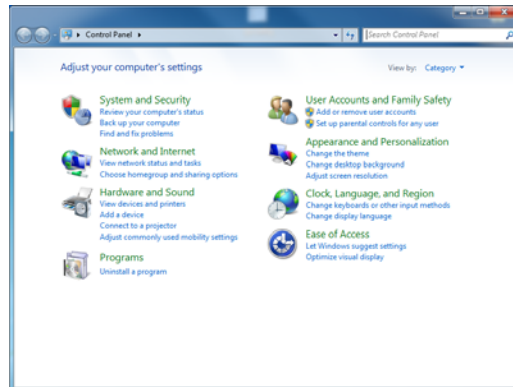 Control Panel
Search Control Panel
Adjust your computer's settings
View by: Category
System and Security
Review your computer's status
Back up your computer
Find and fix problems
Network and Internet
View network status and tasks
Choose homegroup and sharing options
Hardware and Sound
View devices and printers
Add a device
Connect to a projector
Adjust commonly used mobility settings
Programs
Uninstall a program
User Accounts and Family Safety
Add or remove user accounts
Set up parental controls for any user
Appearance and Personalization
Change the theme
Change desktop background
Adjust screen resolution
Clock, Language, and Region
Change keyboards or other input methods
Change display language
Ease of Access
Let Windows suggest settings
Optimize visual display